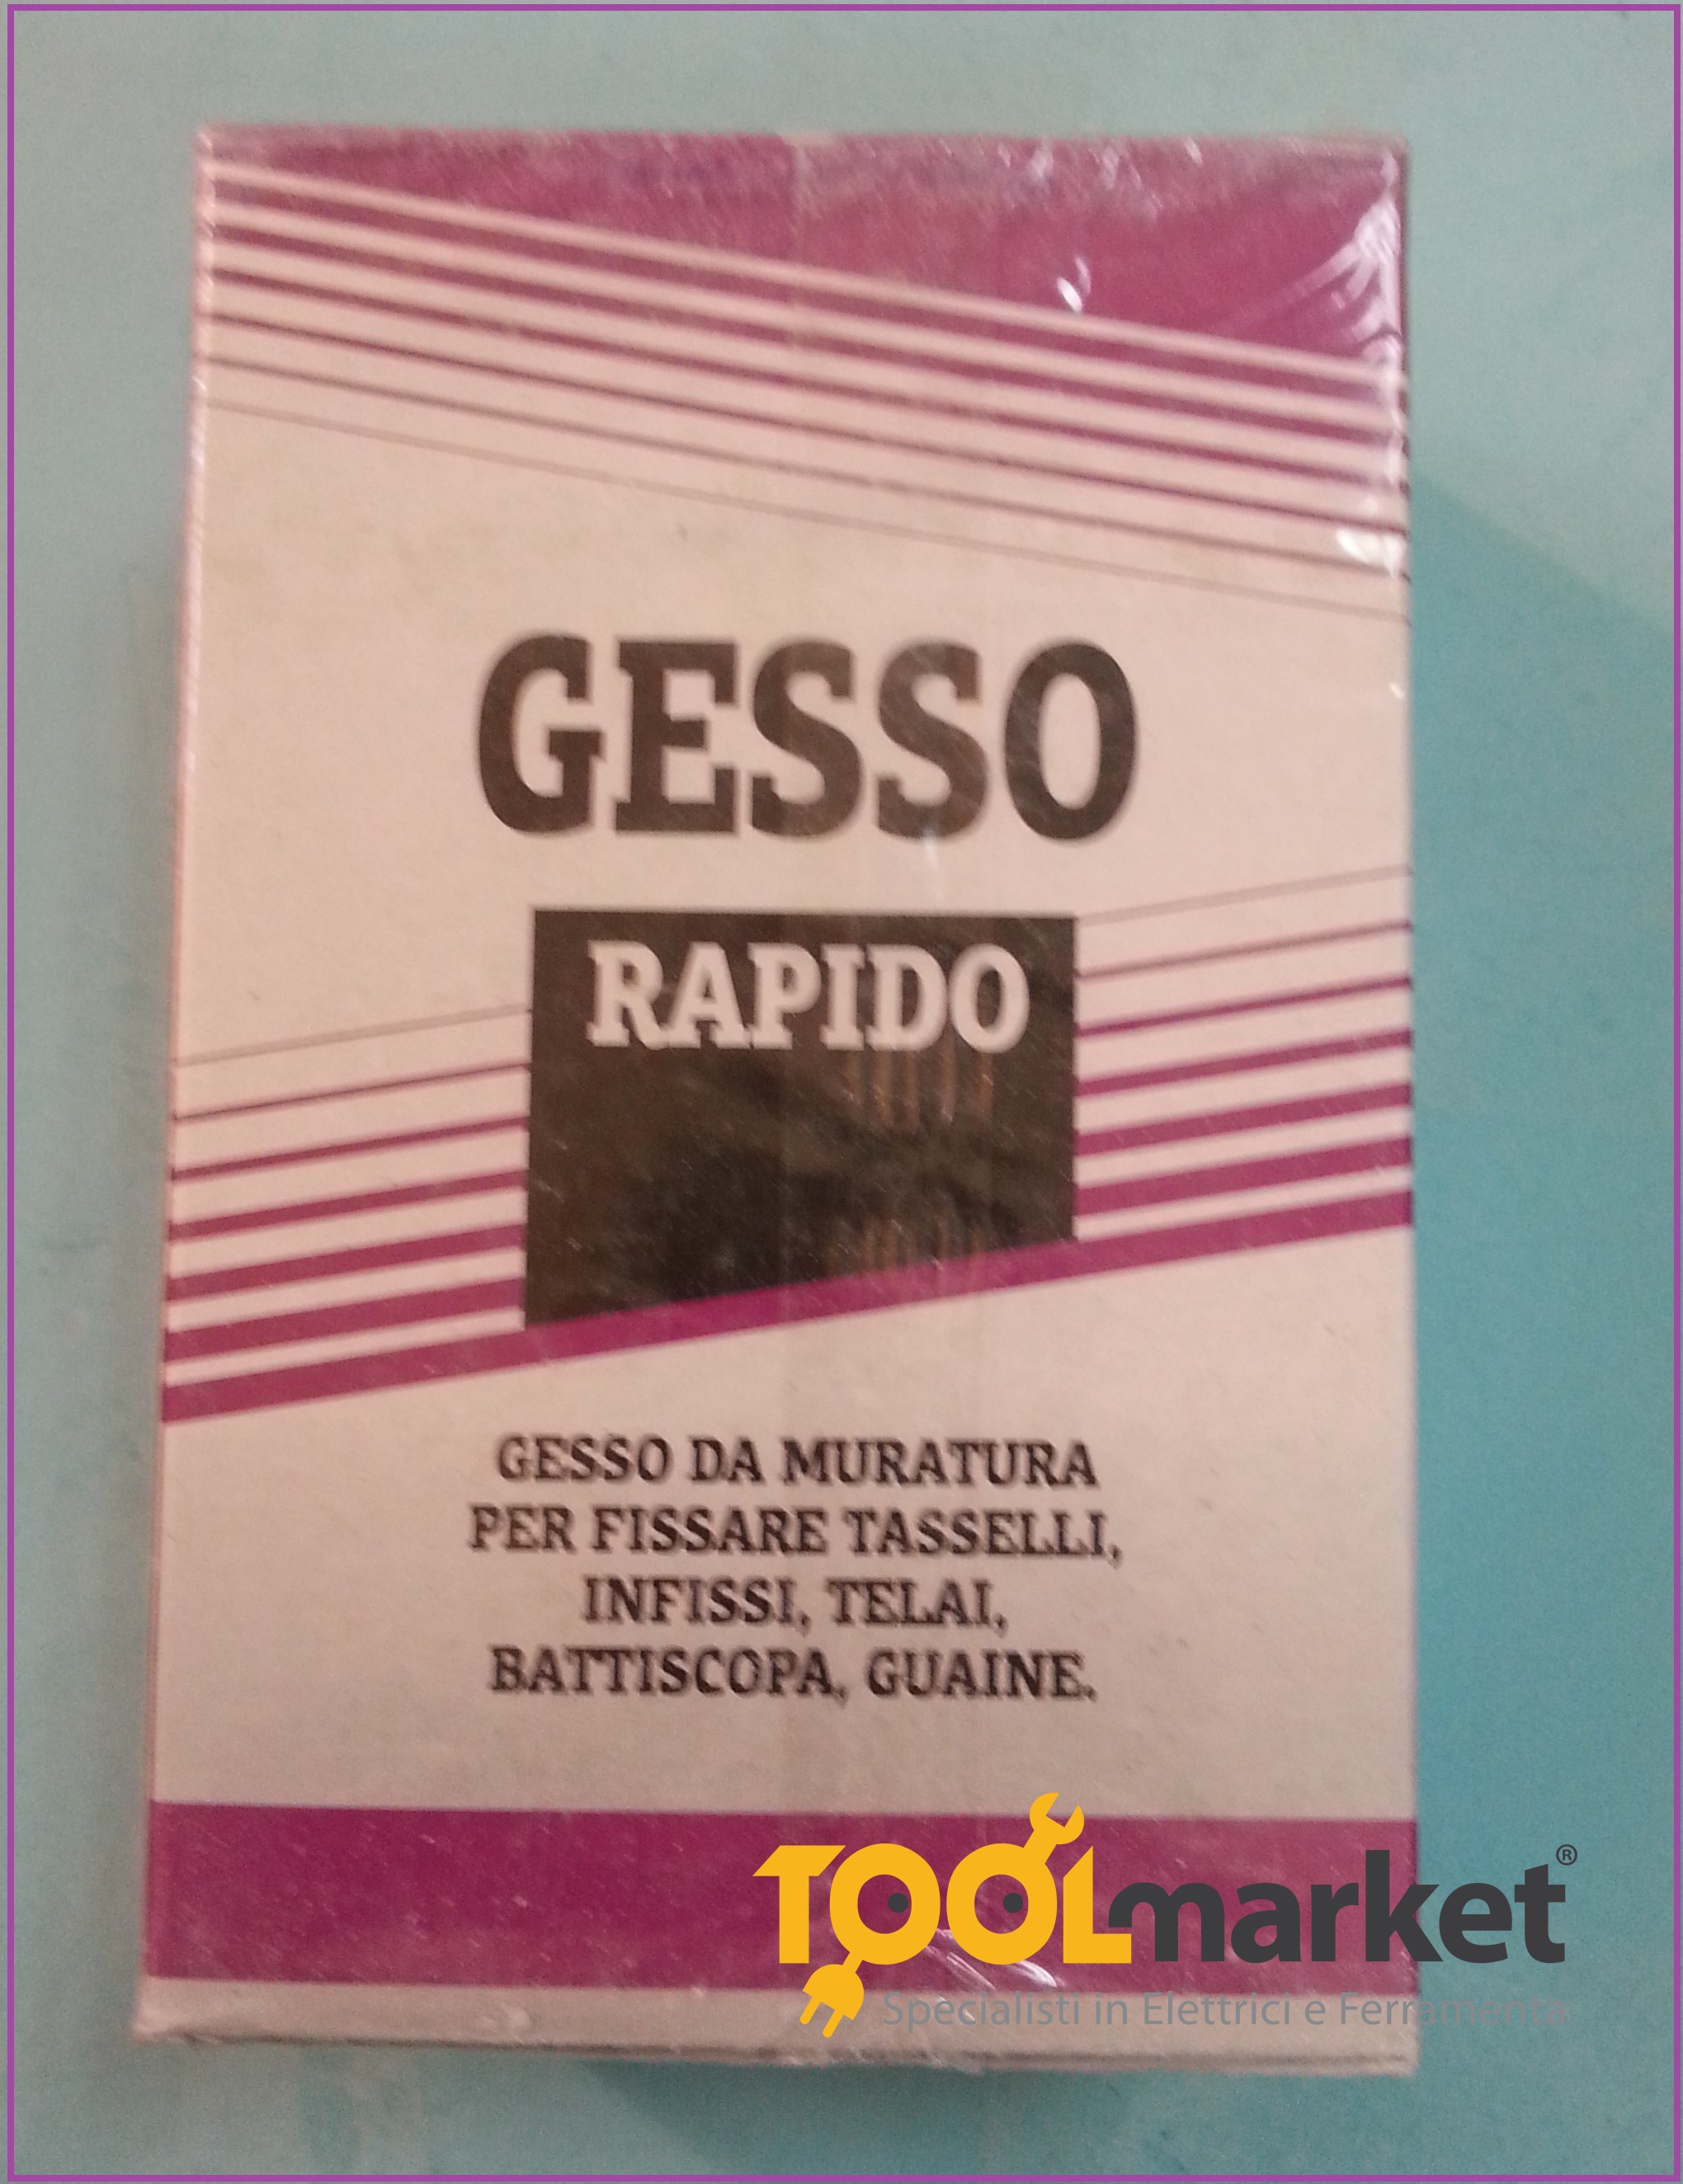 GESSO
RAPIDO
GESSO DA MURATURA
PER FISSARE TASSELLI,
INFISSI, TELAI,
BATTISCOPA, GUAINE.
TOOLmarket®
Specialisti in Elettrici e Ferramenta